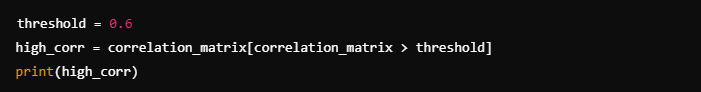 threshold = 0.6
high_corr = correlation_matrix[correlation_matrix > threshold]
print(high_corr)